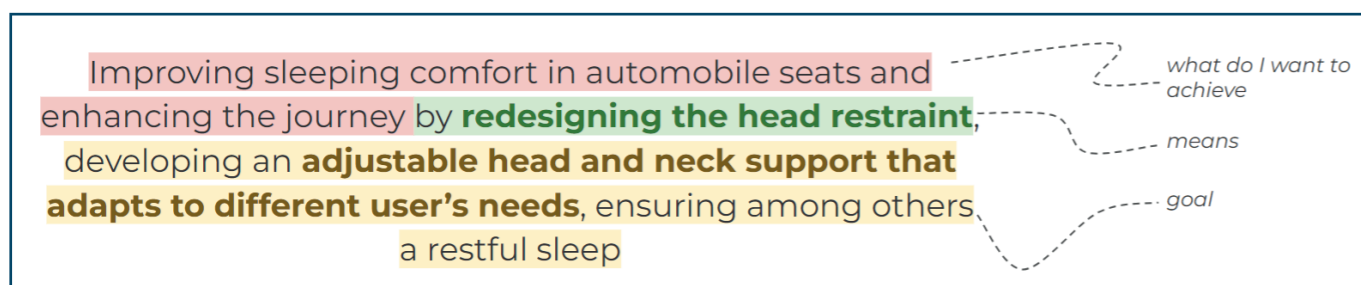 Improving sleeping comfort in automobile seats and
enhancing the journey by redesigning the head restraint,
developing an adjustable head and neck support that
adapts to different user's needs, ensuring among others
a restful sleep
what do I want to
achieve
means
goal